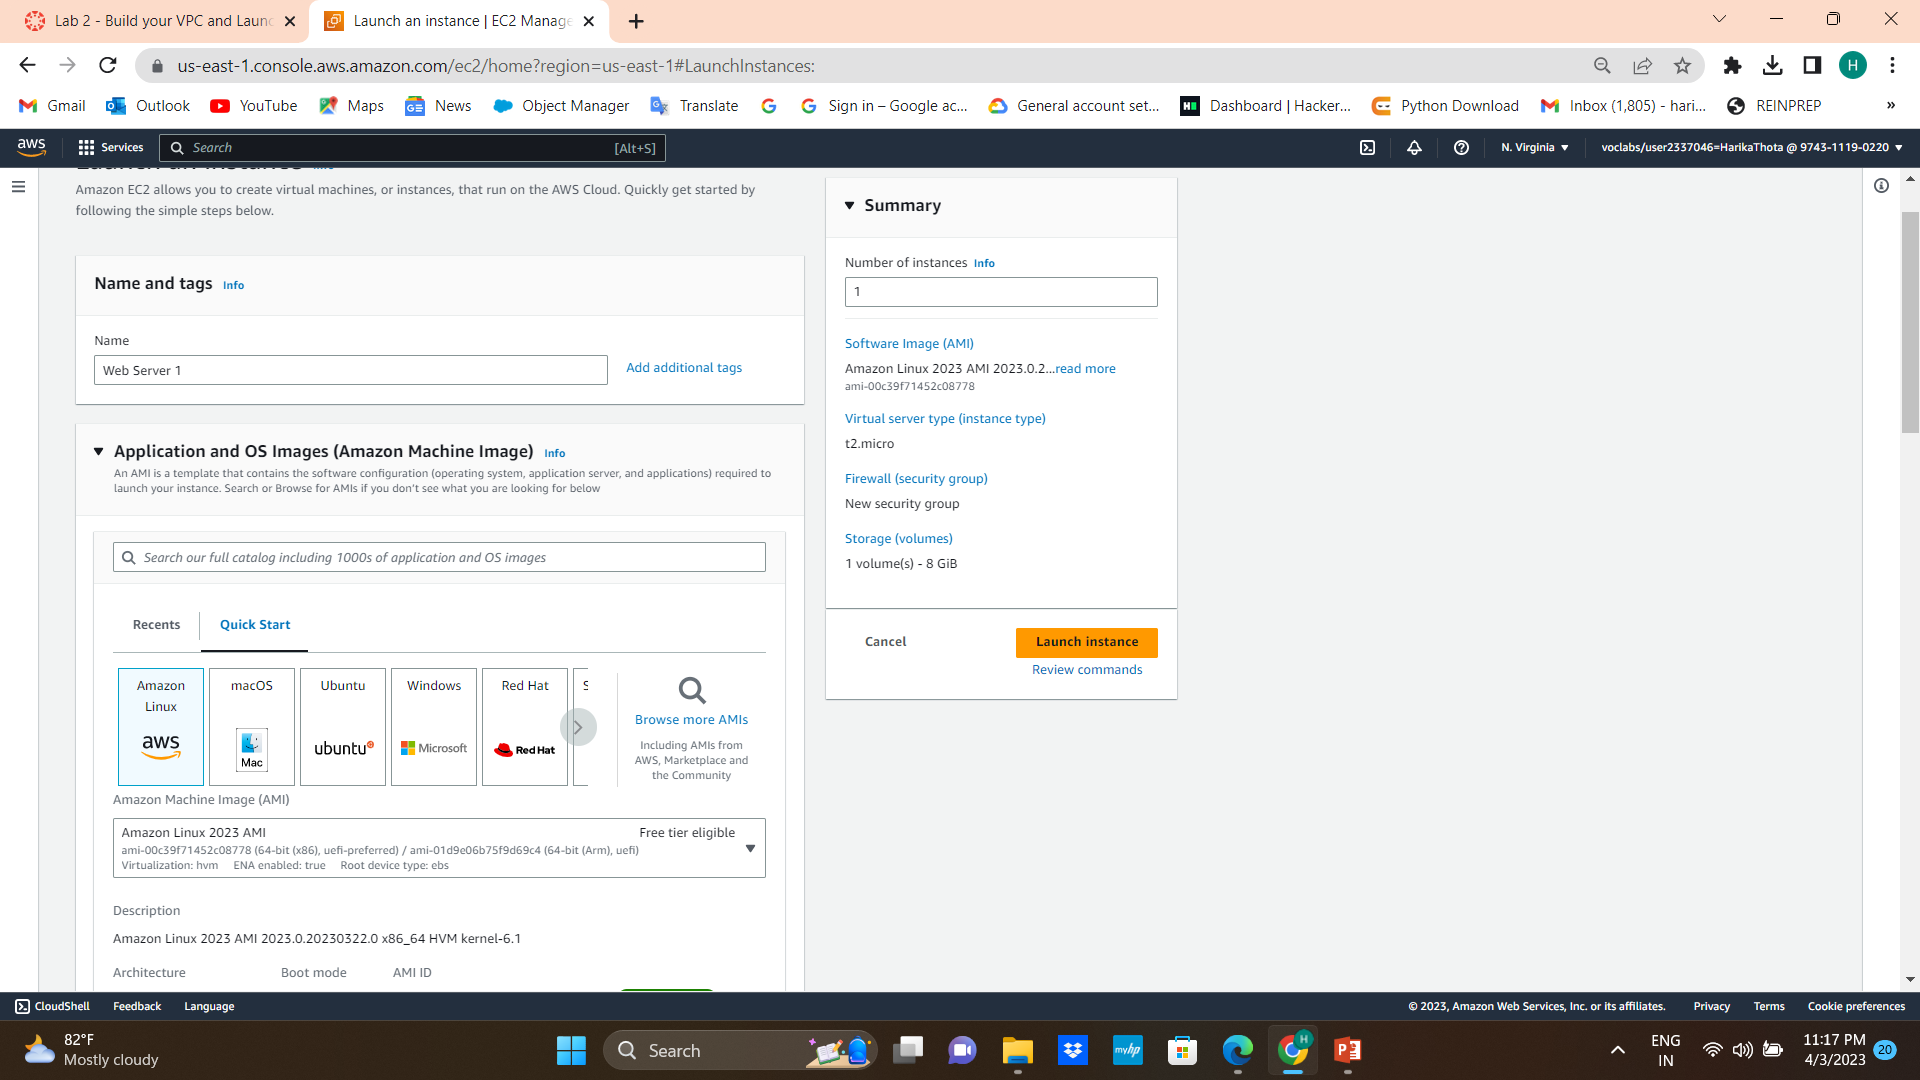 Lab 2 - Build your VPC and Laun
Launch an instance | EC2 Manage
us-east-1.console.aws.amazon.com/ec2/home?region=us-east-1#LaunchInstances:
H
Gmail
Outlook
YouTube
Maps
News
Object Manager
Translate
Sign in – Google ac...
General account set...
Dashboard | Hacker...
Python Download
Inbox (1,805) - hari...
REINPREP
»
aws
Services
Search
[Alt+S]
N. Virginia
voclabs/user2337046=HarikaThota @ 9743-1119-0220
Amazon EC2 allows you to create virtual machines, or instances, that run on the AWS Cloud. Quickly get started by
following the simple steps below.
Name and tags Info
Name
Web Server 1
Add additional tags
Application and OS Images (Amazon Machine Image) Info
An AMI is a template that contains the software configuration (operating system, application server, and applications) required to
launch your instance. Search or Browse for AMIs if you don't see what you are looking for below
Search our full catalog including 1000s of application and OS images
Recents
Quick Start
Amazon
Linux
aws
macOS
Mac
Ubuntu
ubuntu
Windows
Microsoft
Red Hat
Red Hat
S
Browse more AMIs
Including AMIs from
AWS, Marketplace and
the Community
Amazon Machine Image (AMI)
Amazon Linux 2023 AMI
Free tier eligible
ami-00c39f71452c08778 (64-bit (x86), uefi-preferred) / ami-01d9e06b75f9d69c4 (64-bit (Arm), uefi)
Virtualization: hvm ENA enabled: true Root device type: ebs
Description
Amazon Linux 2023 AMI 2023.0.20230322.0 x86_64 HVM kernel-6.1
Architecture
Boot mode
AMI ID
Summary
Number of instances Info
1
Software Image (AMI)
Amazon Linux 2023 AMI 2023.0.2...read more
ami-00c39f71452c08778
Virtual server type (instance type)
t2.micro
Firewall (security group)
New security group
Storage (volumes)
1 volume(s) - 8 GiB
Cancel
Launch instance
Review commands
CloudShell
Feedback
Language
© 2023, Amazon Web Services, Inc. or its affiliates.
Privacy
Terms
Cookie preferences
82°F
Mostly cloudy
Search
myhp
H
ENG
IN
11:17 PM
4/3/2023
20